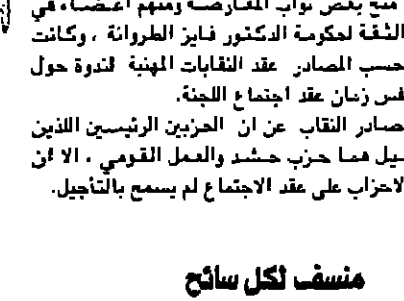 منح بعض نواب المعارضة ومنهم أعضاء في
الثقة لحكومة الدكتور فايز الطروانة ، وكانت
حسب المصادر عقد النقابات المهنية لندوة حول
فس زمان عقد اجتماع اللجنة.
صادر النقاب عن ان الحزبين الرئيسين اللذين
يل هما حزب حشد والعمل القومي ، الا ان
لاحزاب على عقد الاجتماع لم يسمح بالتأجيل.
منسف لكل سائح